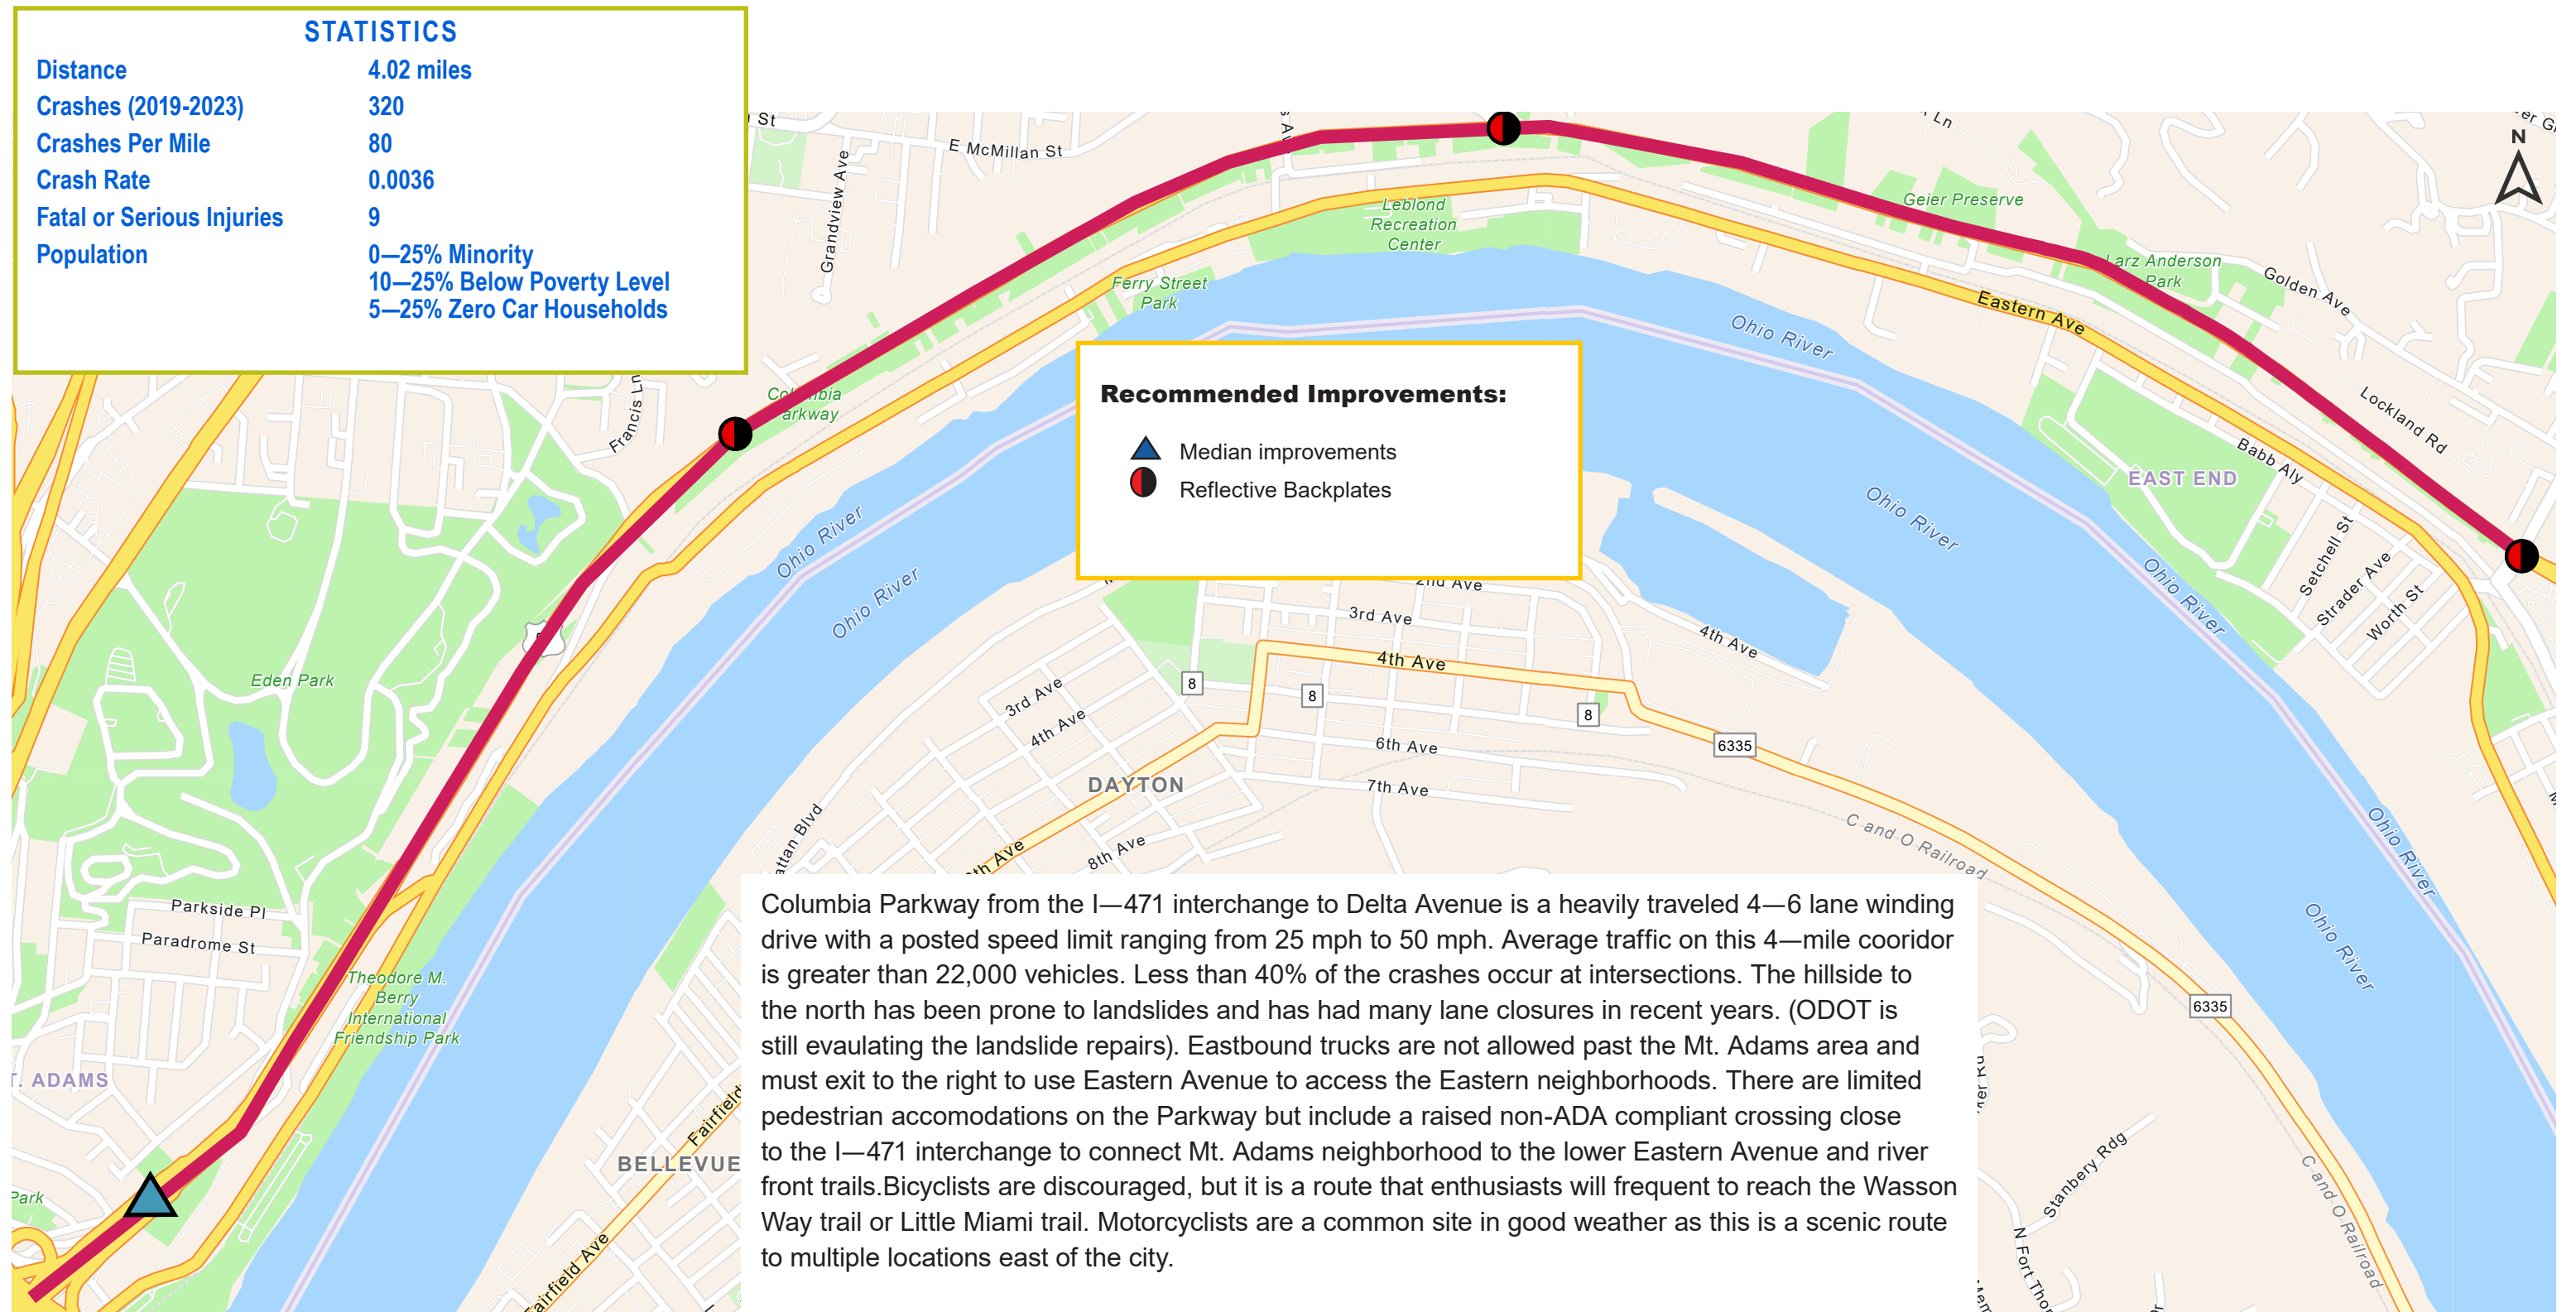 STATISTICS
Distance 4.02 miles
Crashes (2019-2023) 320
Crashes Per Mile 80
Crash Rate 0.0036
Fatal or Serious Injuries 9
Population 0—25% Minority
10—25% Below Poverty Level
5—25% Zero Car Households
St
E McMillan St
Grandview Ave
Ln
N
Geier Preserve
Leblond
Recreation
Center
Larz Anderson
Park
Golden Ave
Ferry Street
Park
Eastern Ave
Ohio River
Francis Ln
Lockland Rd
Babb Aly
EAST END
Setchell St
Strader Ave
Worth St
Recommended Improvements:
Median improvements
Reflective Backplates
Ohio River
Ohio River
Ohio River
Ohio River
2nd Ave
3rd Ave
4th Ave
4th Ave
8
8
8
3rd Ave
4th Ave
6th Ave
7th Ave
8th Ave
6335
DAYTON
Eden Park
C and O Railroad
Ohio River
Ohio River
Parkside Pl
Paradrome St
Theodore M.
Berry
International
Friendship Park
T. ADAMS
Park
BELLEVUE
Fairfield
Fairfield Ave
6335
Stanbery Rdg
N Fort Tho
C and O Railroad
Columbia Parkway from the I—471 interchange to Delta Avenue is a heavily traveled 4—6 lane winding
drive with a posted speed limit ranging from 25 mph to 50 mph. Average traffic on this 4—mile cooridor
is greater than 22,000 vehicles. Less than 40% of the crashes occur at intersections. The hillside to
the north has been prone to landslides and has had many lane closures in recent years. (ODOT is
still evaulating the landslide repairs). Eastbound trucks are not allowed past the Mt. Adams area and
must exit to the right to use Eastern Avenue to access the Eastern neighborhoods. There are limited
pedestrian accomodations on the Parkway but include a raised non-ADA compliant crossing close
to the I—471 interchange to connect Mt. Adams neighborhood to the lower Eastern Avenue and river
front trails.Bicyclists are discouraged, but it is a route that enthusiasts will frequent to reach the Wasson
Way trail or Little Miami trail. Motorcyclists are a common site in good weather as this is a scenic route
to multiple locations east of the city.